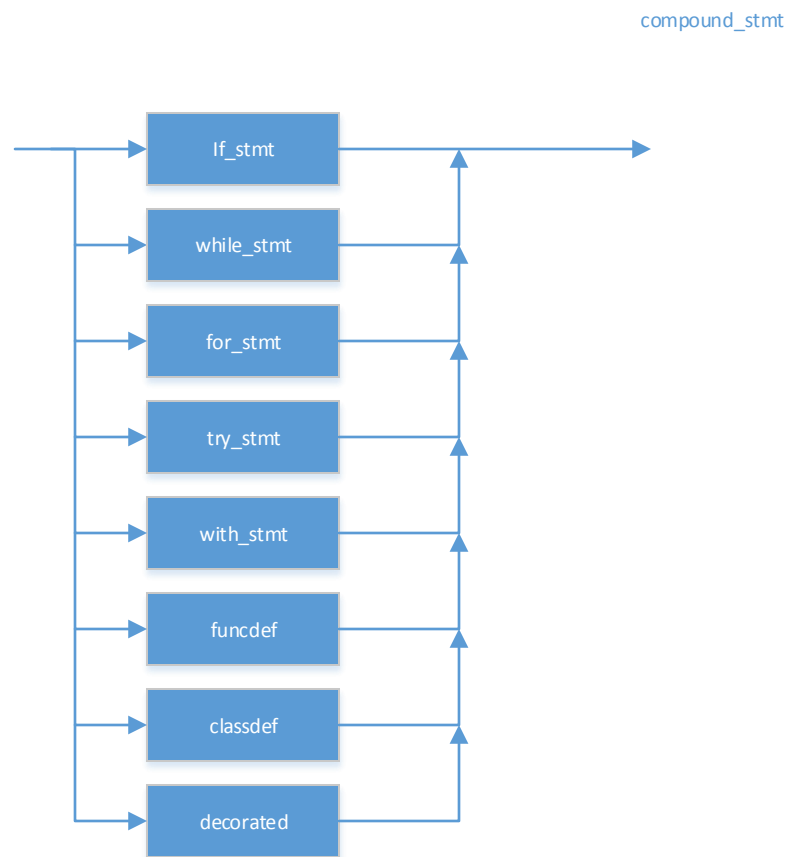 compound_stmt
If_stmt
while_stmt
for_stmt
try_stmt
with_stmt
funcdef
classdef
decorated